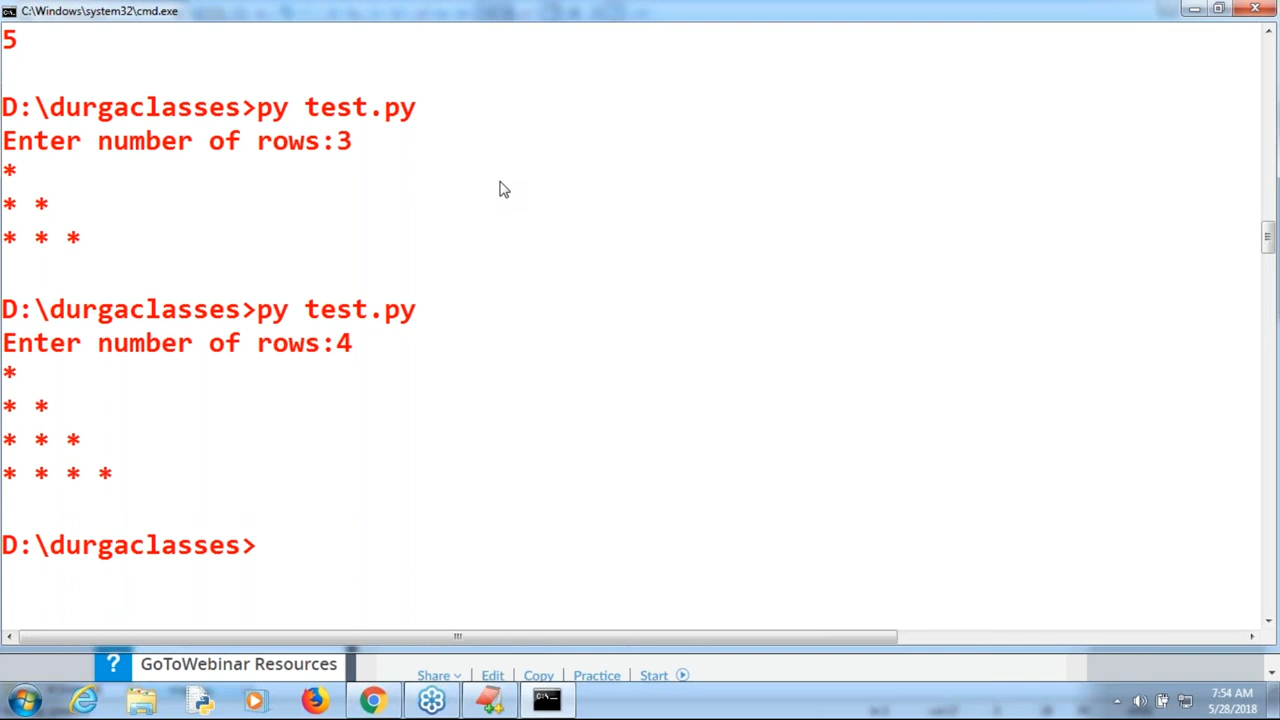 C:\Windows\system32\cmd.exe
5
D:\durgaclasses>py test.py
Enter number of rows:3
*
* *
* * *
D:\durgaclasses>py test.py
Enter number of rows:4
*
* *
* * *
* * * *
D:\durgaclasses>
? GoToWebinar Resources
Share Edit Copy Practice Start
7:54 AM
5/28/2018